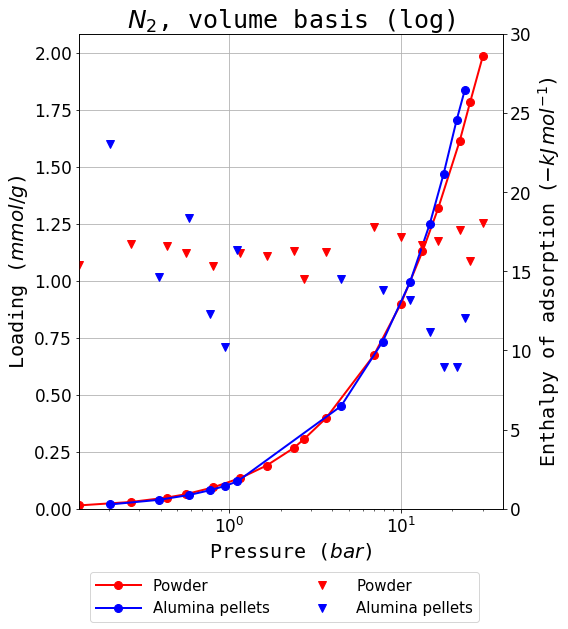 N₂, volume basis (log)
Loading (mmol/g)
2.00
1.75
1.50
1.25
1.00
0.75
0.50
0.25
0.00
30
25
20
15
10
5
0
Enthalpy of adsorption (−kJ mol⁻¹)
10⁰ 10¹
Pressure (bar)
Powder Powder
Alumina pellets Alumina pellets